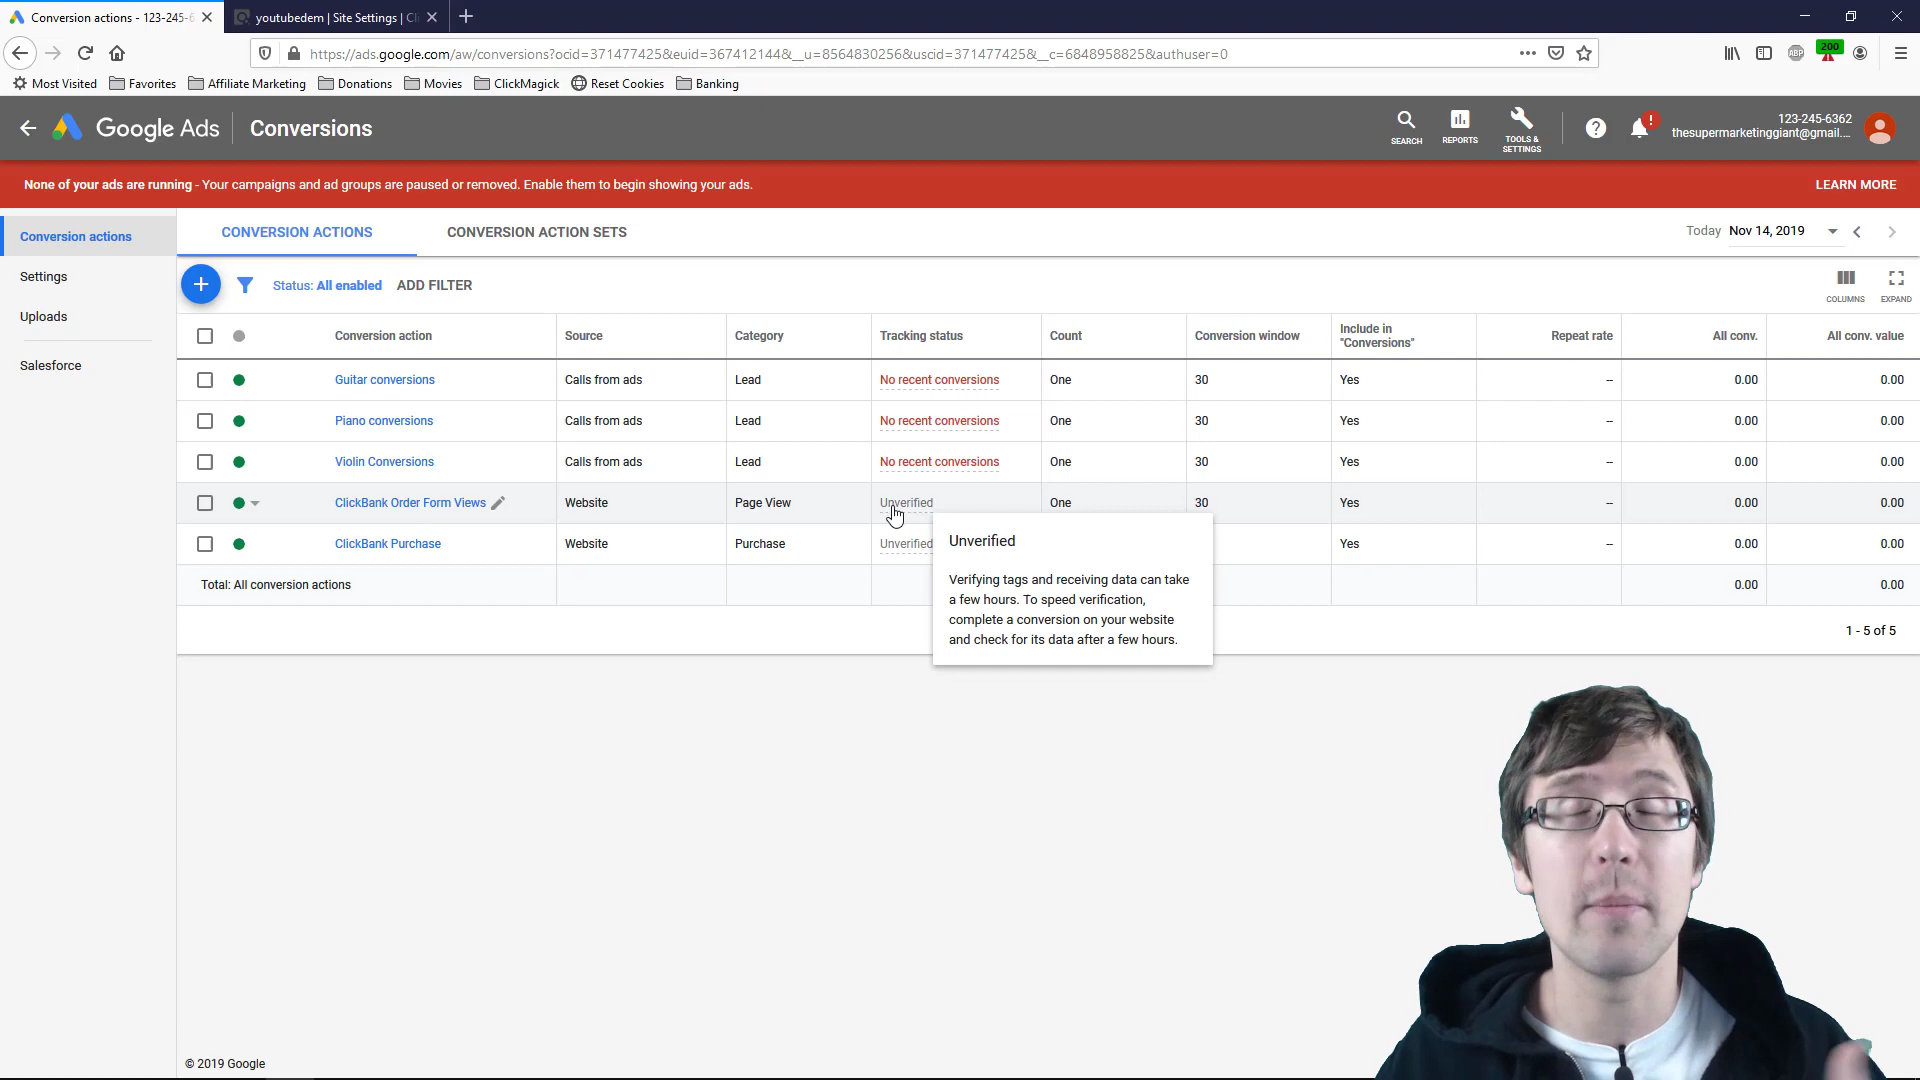 Conversion actions - 123-245-6
youtubedem | Site Settings | Cl
https://ads.google.com/aw/conversions?ocid=371477425&euid=367412144&__u=8564830256&uscid=371477425&__c=6848958825&authuser=0
ABP
200
Most Visited Favorites Affiliate Marketing Donations Movies ClickMagick Reset Cookies Banking
Google Ads Conversions
SEARCH REPORTS TOOLS & SETTINGS
123-245-6362
thesupermarketinggiant@gmail....
None of your ads are running - Your campaigns and ad groups are paused or removed. Enable them to begin showing your ads. LEARN MORE
Conversion actions
Settings
Uploads
Salesforce
CONVERSION ACTIONS CONVERSION ACTION SETS
Today Nov 14, 2019
Status: All enabled ADD FILTER
COLUMNS EXPAND
Conversion action Source Category Tracking status Count Conversion window Include in "Conversions" Repeat rate All conv. All conv. value
Guitar conversions Calls from ads Lead No recent conversions One 30 Yes – 0.00 0.00
Piano conversions Calls from ads Lead No recent conversions One 30 Yes – 0.00 0.00
Violin Conversions Calls from ads Lead No recent conversions One 30 Yes – 0.00 0.00
ClickBank Order Form Views Website Page View Unverified One 30 Yes – 0.00 0.00
ClickBank Purchase Website Purchase Unverified Yes – 0.00 0.00
Total: All conversion actions 0.00 0.00
1 - 5 of 5
Unverified
Verifying tags and receiving data can take
a few hours. To speed verification,
complete a conversion on your website
and check for its data after a few hours.
© 2019 Google